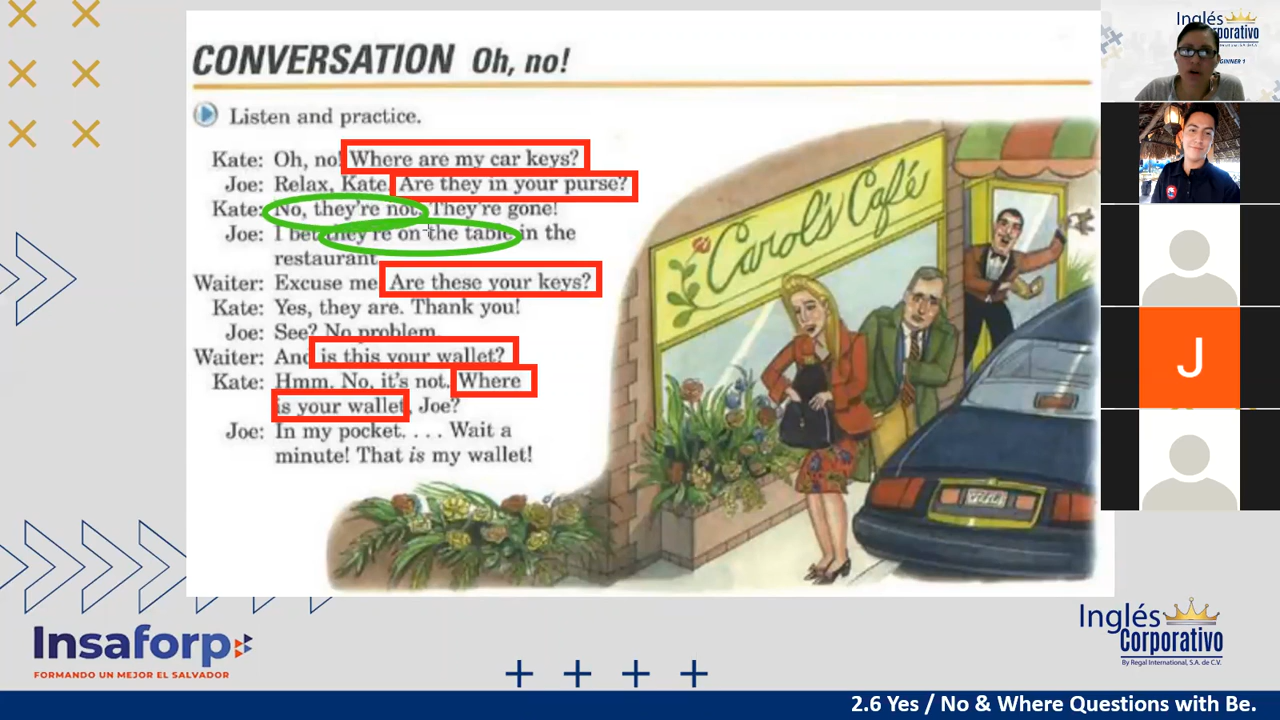 CONVERSATION Oh, no!
Listen and practice.
Kate: Oh, no! Where are my car keys?
Joe: Relax, Kate. Are they in your purse?
Kate: No, they're not. They're gone!
Joe: I bet they're on the table in the
restaurant.
Waiter: Excuse me. Are these your keys?
Kate: Yes, they are. Thank you!
Joe: See? No problem.
Waiter: And is this your wallet?
Kate: Hmm. No, it's not. Where
is your wallet, Joe?
Joe: In my pocket. . . . Wait a
minute! That is my wallet!
Carol's Café
Inglés
J
Insaforp
FORMANDO UN MEJOR EL SALVADOR
Inglés
Corporativo
By Regal International, S.A. de C.V.
2.6 Yes / No & Where Questions with Be.